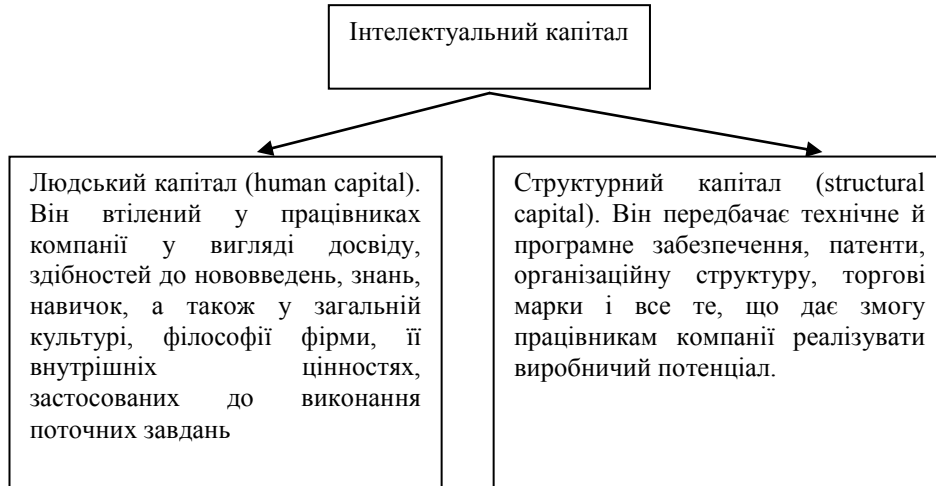 Інтелектуальний капітал
Людський капітал (human capital).
Він втілений у працівниках
компанії у вигляді досвіду,
здібностей до нововведень, знань,
навичок, а також у загальній
культурі, філософії фірми, її
внутрішніх цінностях,
застосованих до виконання
поточних завдань
Структурний капітал (structural
capital). Він передбачає технічне й
програмне забезпечення, патенти,
організаційну структуру, торгові
марки і все те, що дає змогу
працівникам компанії реалізувати
виробничий потенціал.